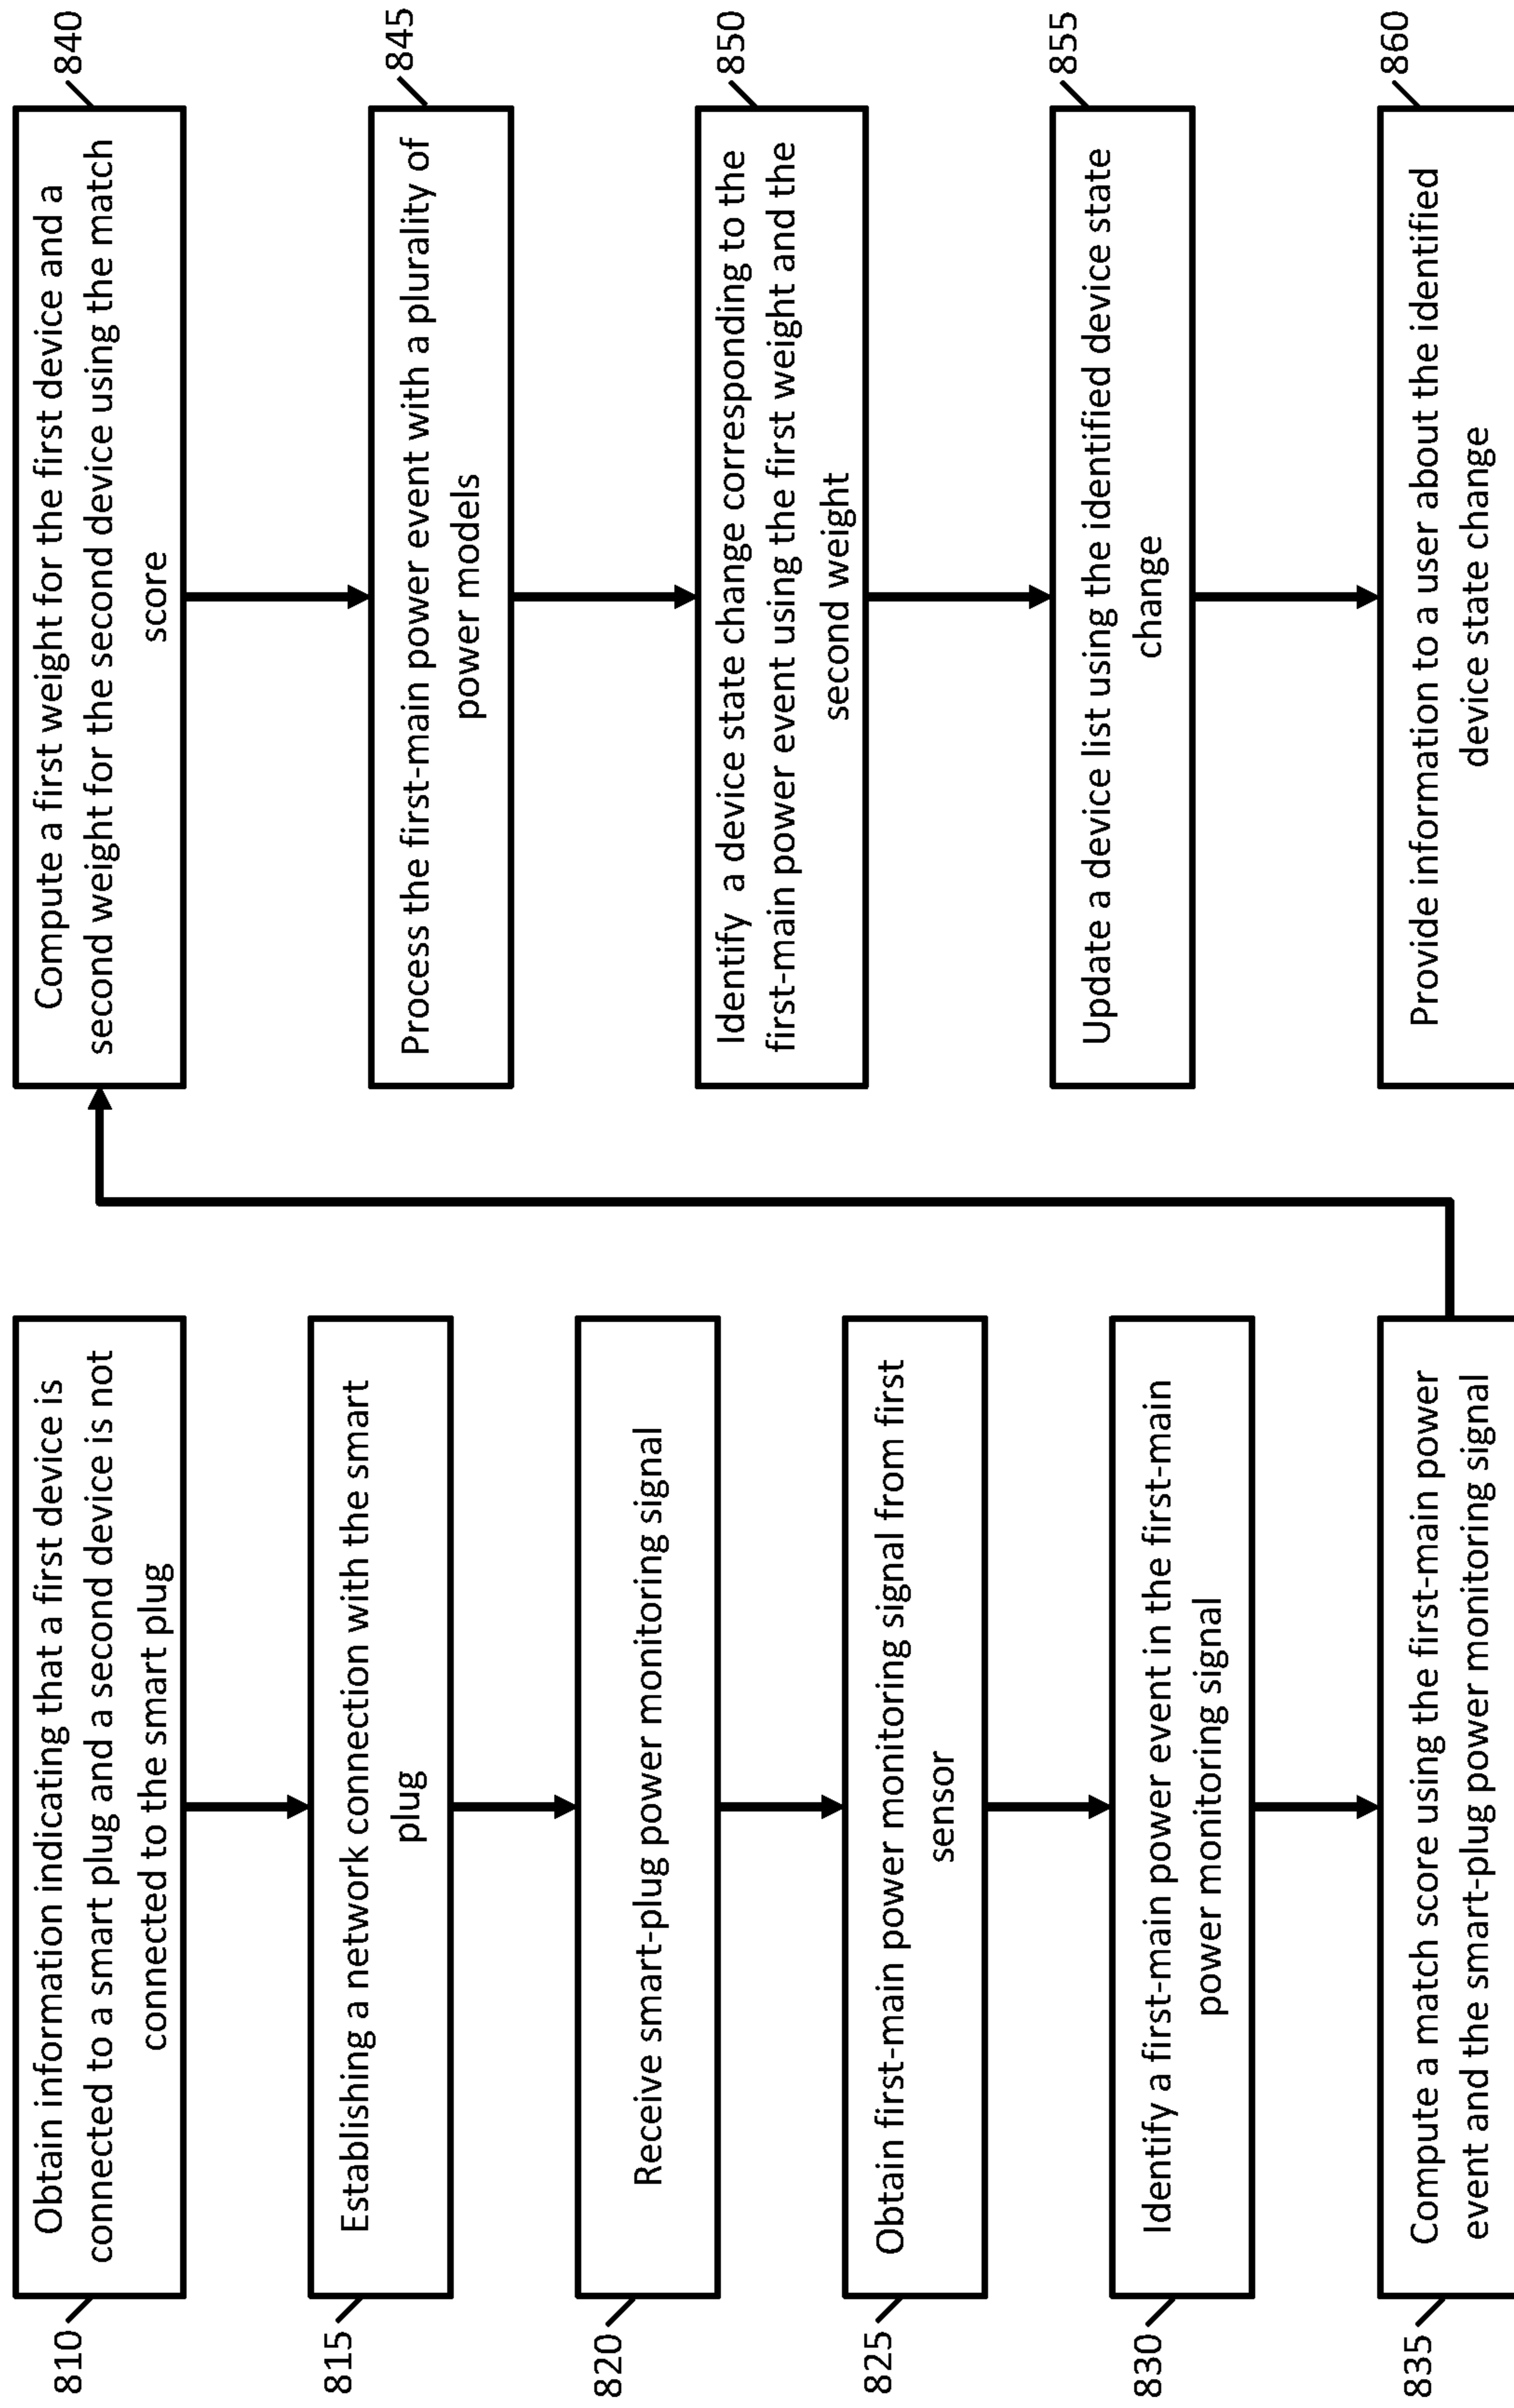 810
Obtain information indicating that a first device is
connected to a smart plug and a second device is not
connected to the smart plug
815
Establishing a network connection with the smart
plug
820
Receive smart-plug power monitoring signal
825
Obtain first-main power monitoring signal from first
sensor
830
Identify a first-main power event in the first-main
power monitoring signal
835
Compute a match score using the first-main power
event and the smart-plug power monitoring signal
840
Compute a first weight for the first device and a
second weight for the second device using the match
score
845
Process the first-main power event with a plurality of
power models
850
Identify a device state change corresponding to the
first-main power event using the first weight and the
second weight
855
Update a device list using the identified device state
change
860
Provide information to a user about the identified
device state change